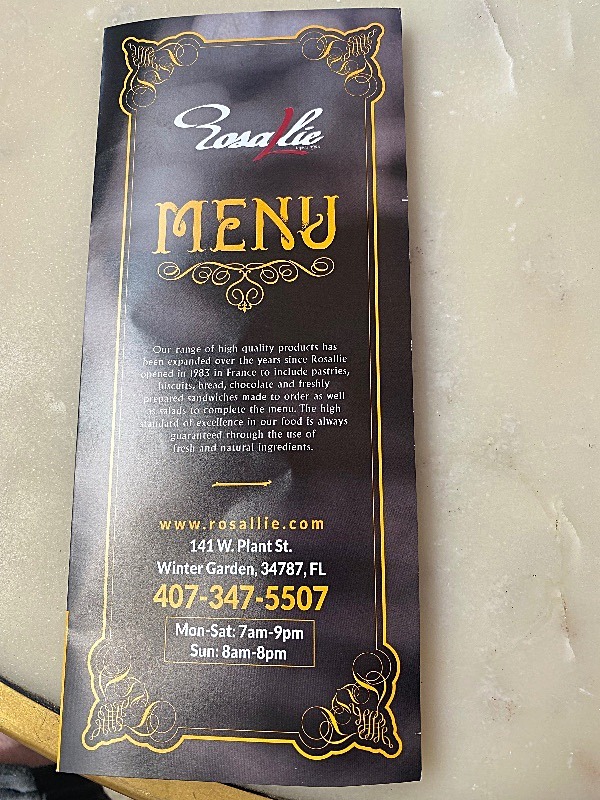 Rosallie
MENU
Our range of high quality products has
been expanded over the years since Rosallie
opened in 1983 in France to include pastries,
biscuits, bread, chocolate and freshly
prepared sandwiches made to order as well
as salads to complete the menu. The high
standard of excellence in our food is always
guaranteed through the use of
fresh and natural ingredients.
www.rosallie.com
141 W. Plant St.
Winter Garden, 34787, FL
407-347-5507
Mon-Sat: 7am-9pm
Sun: 8am-8pm